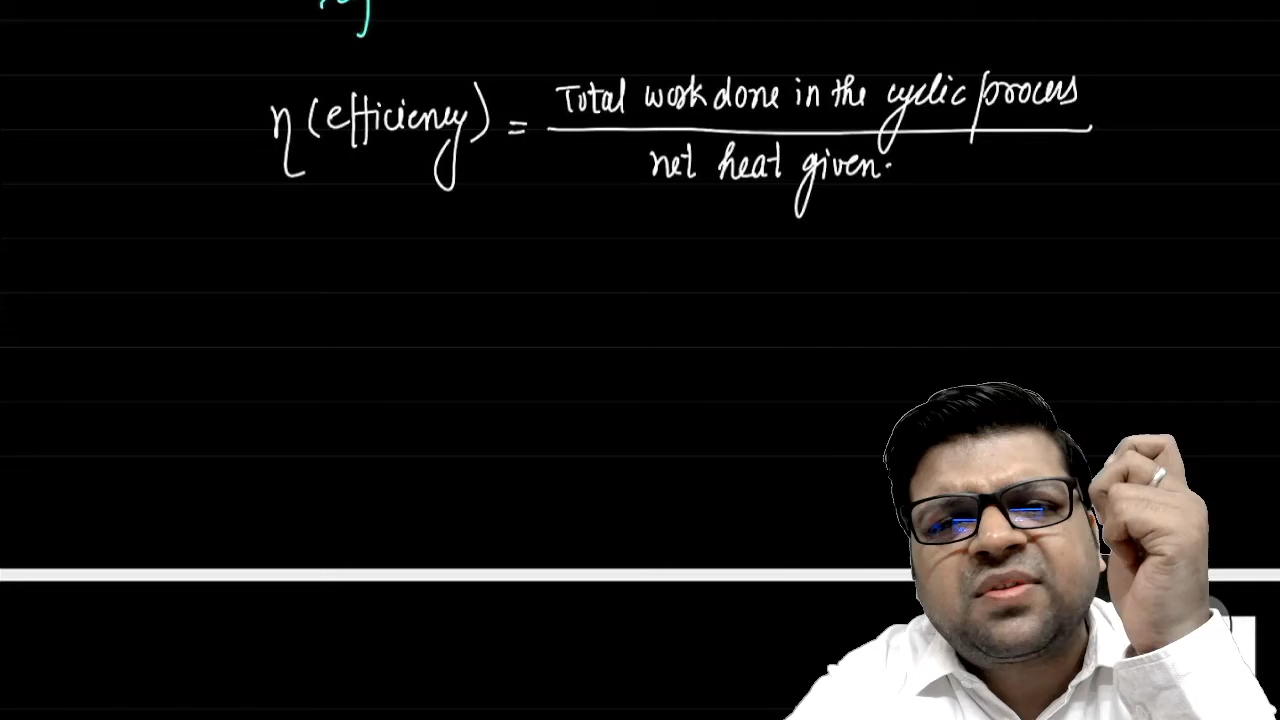 η (efficiency) = Total work done in the cyclic process
net heat given.